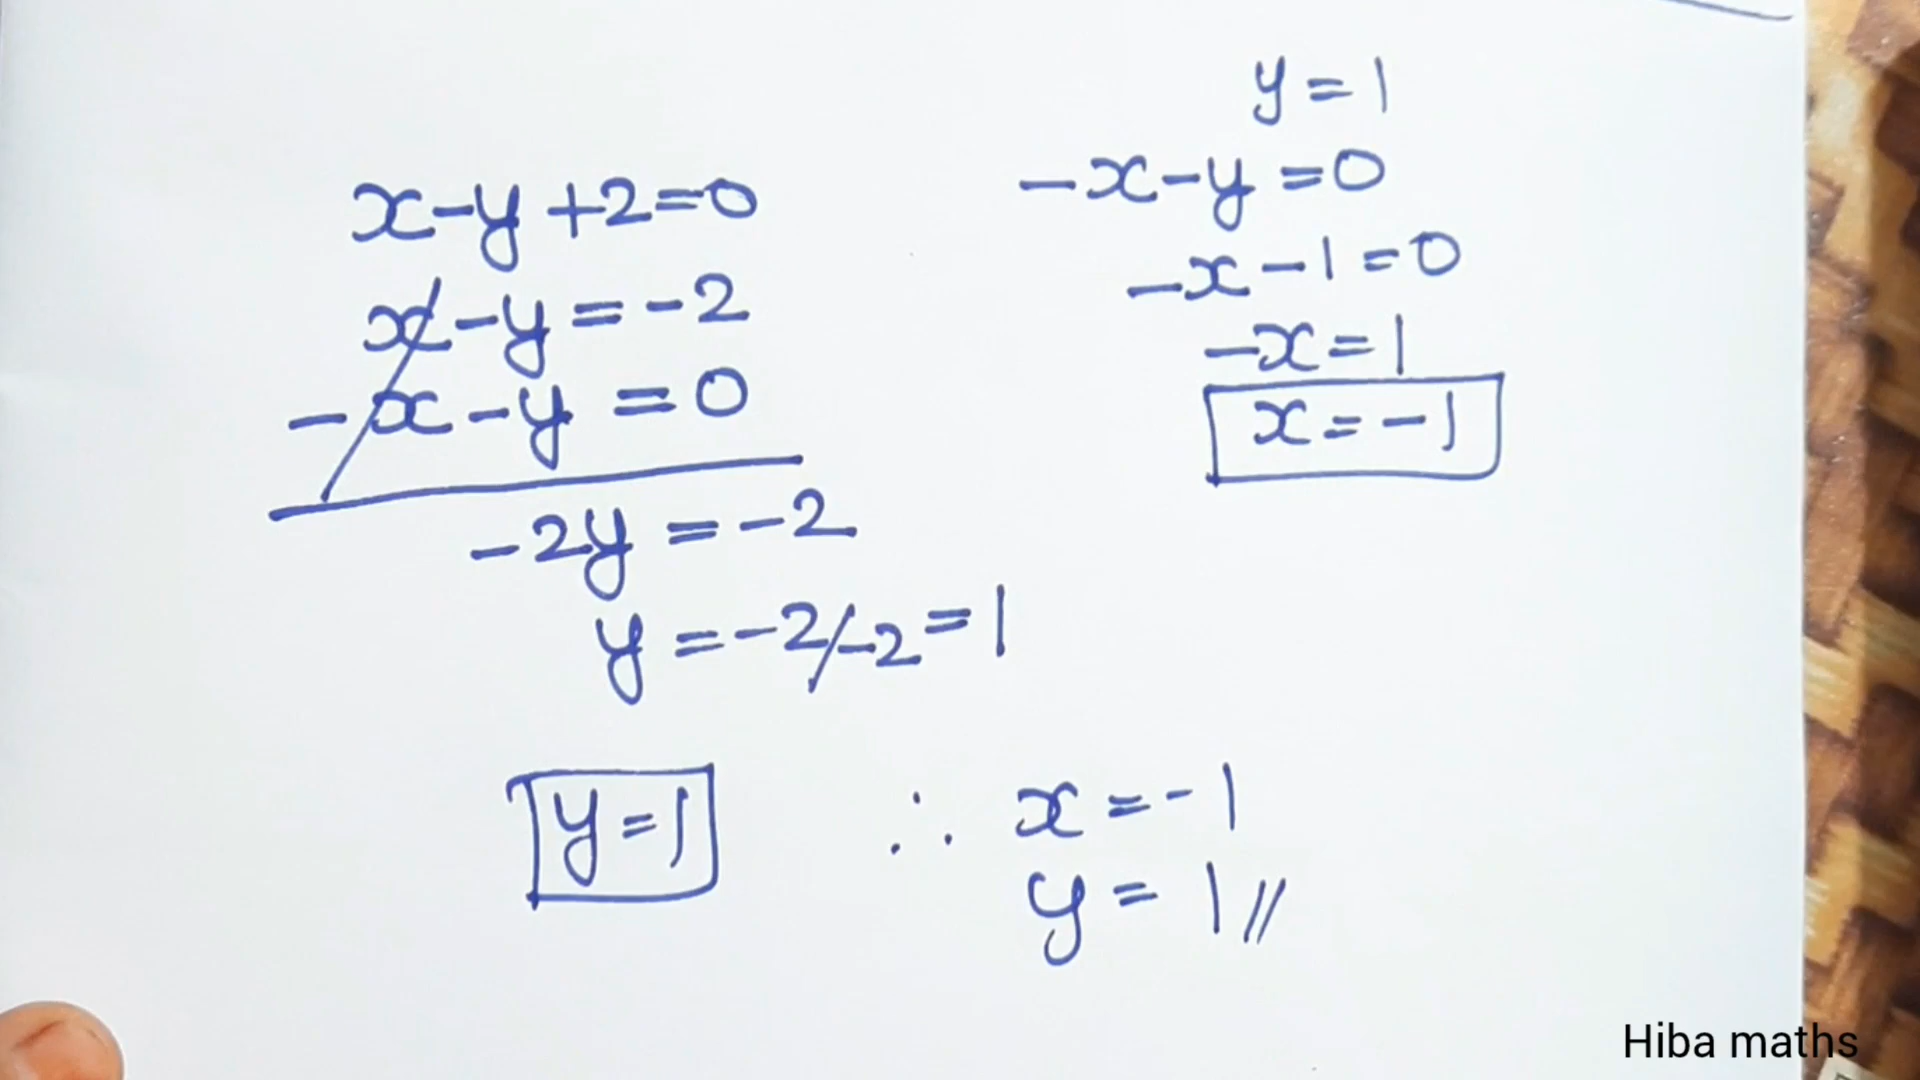 x-y+2=0
x-y=-2
-x-y=0
-2y=-2
y=-2/-2=1
y=1
y=1
-x-y=0
-x-1=0
-x=1
x=-1
∴ x=-1
y=1//
Hiba maths